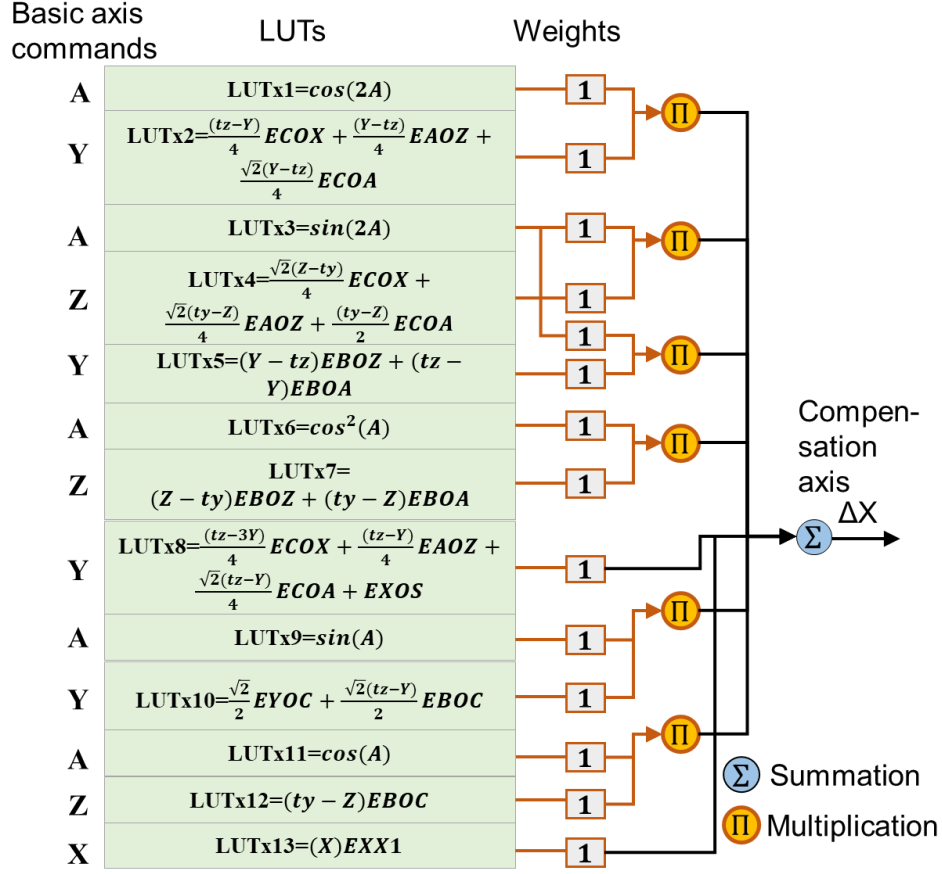 Basic axis
commands
LUTs
Weights
A
LUTx1=cos(2A)
1
Π
Y
LUTx2=(tz−Y)/4 ECOX + (Y−tz)/4 EAOZ +
√2(Y−tz)/4 ECOA
1
A
LUTx3=sin(2A)
1
Π
Z
LUTx4=√2(Z−ty)/4 ECOX +
√2(ty−Z)/4 EAOZ + (ty−Z)/2 ECOA
1
1
Π
Y
LUTx5=(Y − tz)EBOZ + (tz −
Y)EBOA
1
A
LUTx6=cos²(A)
1
Π
Z
LUTx7=
(Z − ty)EBOZ + (ty − Z)EBOA
1
Compen-
sation
axis
Σ
ΔX
Y
LUTx8=(tz−3Y)/4 ECOX + (tz−Y)/4 EAOZ +
√2(tz−Y)/4 ECOA + EXOS
1
Π
A
LUTx9=sin(A)
1
Y
LUTx10=√2/2 EYOC + √2(tz−Y)/2 EBOC
1
Π
A
LUTx11=cos(A)
1
Z
LUTx12=(ty − Z)EBOC
1
X
LUTx13=(X)EXX1
1
Σ Summation
Π Multiplication